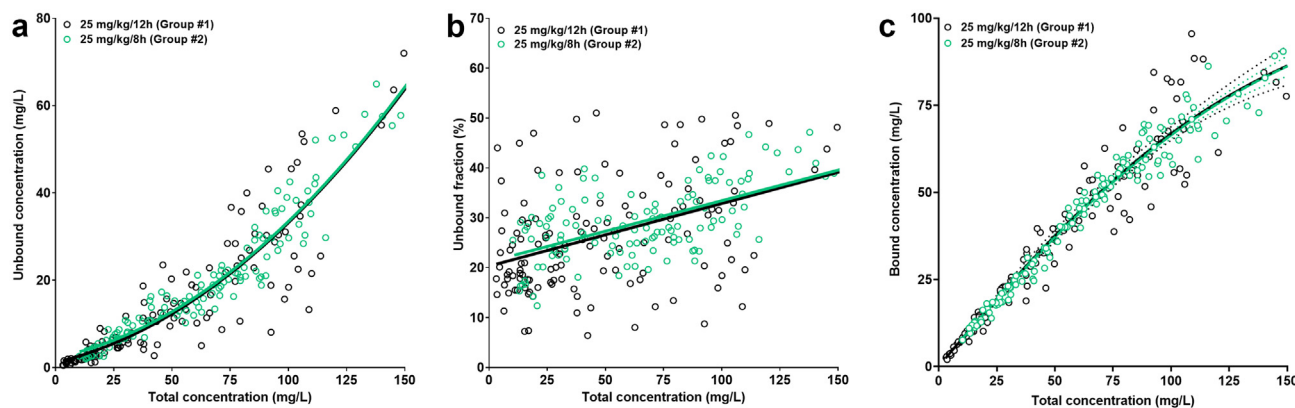 a
25 mg/kg/12h (Group #1)
25 mg/kg/8h (Group #2)
Unbound concentration (mg/L)
80
60
40
20
0
0 25 50 75 100 125 150
Total concentration (mg/L)
b
25 mg/kg/12h (Group #1)
25 mg/kg/8h (Group #2)
Unbound fraction (%)
70
60
50
40
30
20
10
0
0 25 50 75 100 125 150
Total concentration (mg/L)
c
25 mg/kg/12h (Group #1)
25 mg/kg/8h (Group #2)
Bound concentration (mg/L)
100
75
50
25
0
0 25 50 75 100 125 150
Total concentration (mg/L)